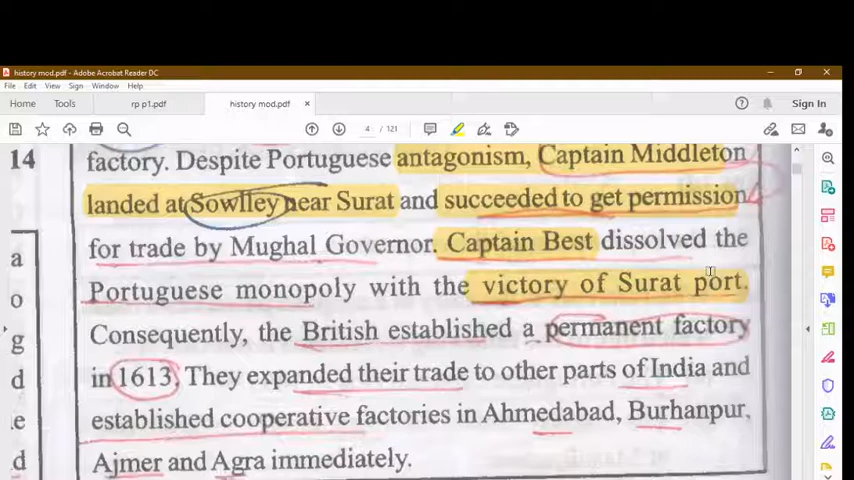 history mod.pdf - Adobe Acrobat Reader DC
File Edit View Sign Window Help
Home Tools rp p1.pdf history mod.pdf × Sign In
4 / 121
14
factory. Despite Portuguese antagonism, Captain Middleton
landed at Sowlley near Surat and succeeded to get permission
for trade by Mughal Governor. Captain Best dissolved the
Portuguese monopoly with the victory of Surat port.
Consequently, the British established a permanent factory
in 1613. They expanded their trade to other parts of India and
established cooperative factories in Ahmedabad, Burhanpur,
Ajmer and Agra immediately.
a
o
g
d
e
d